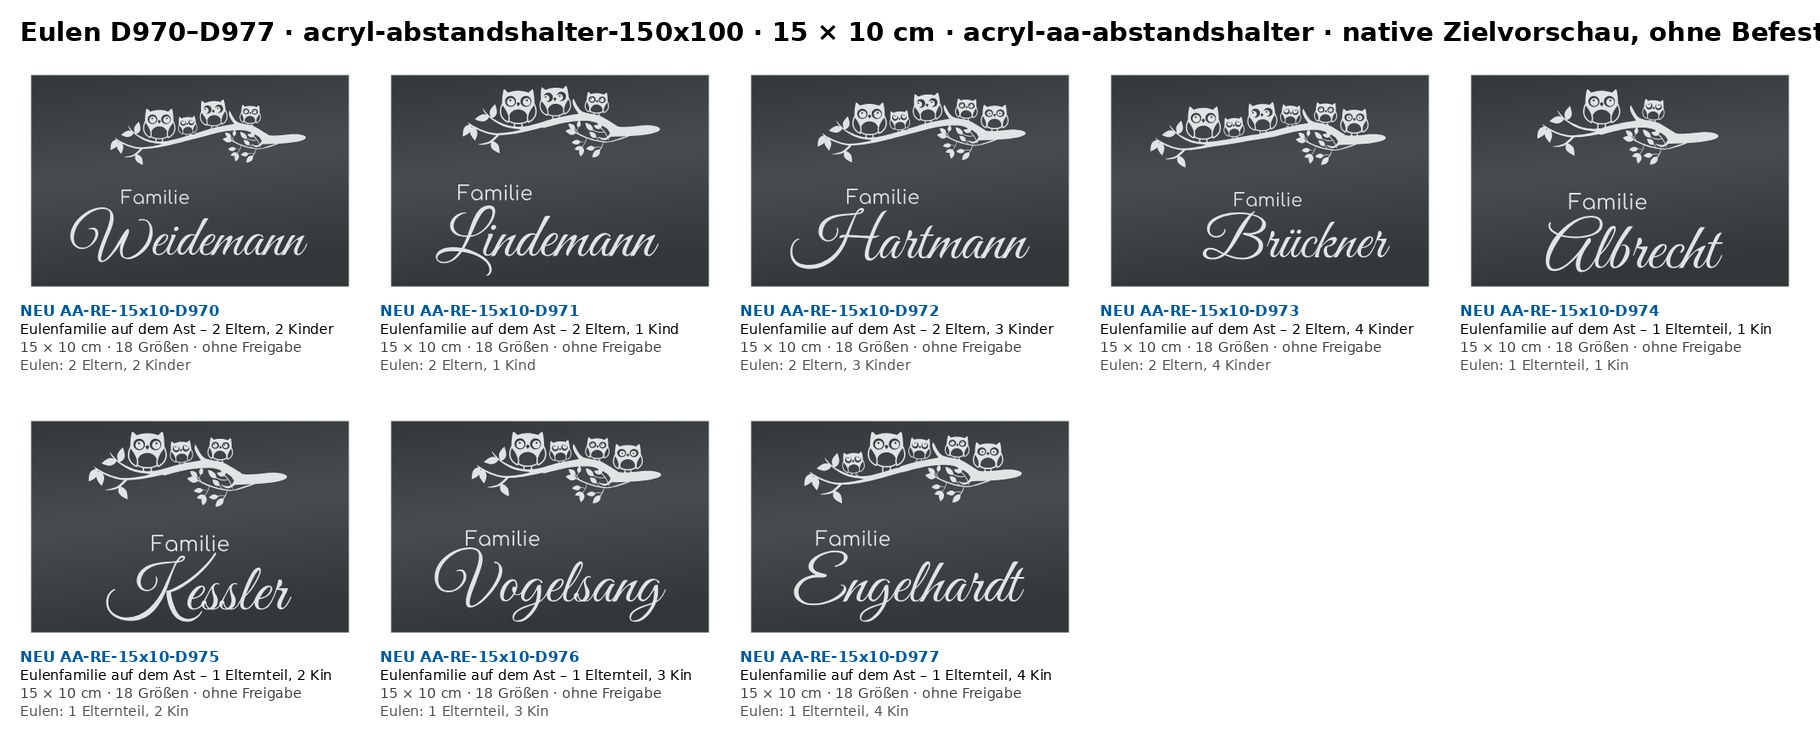 Eulen D970–D977 · acryl-abstandshalter-150x100 · 15 × 10 cm · acryl-aa-abstandshalter · native Zielvorschau, ohne Befest
Familie
Weidemann
NEU AA-RE-15x10-D970
Eulenfamilie auf dem Ast – 2 Eltern, 2 Kinder
15 × 10 cm · 18 Größen · ohne Freigabe
Eulen: 2 Eltern, 2 Kinder
Familie
Lindemann
NEU AA-RE-15x10-D971
Eulenfamilie auf dem Ast – 2 Eltern, 1 Kind
15 × 10 cm · 18 Größen · ohne Freigabe
Eulen: 2 Eltern, 1 Kind
Familie
Hartmann
NEU AA-RE-15x10-D972
Eulenfamilie auf dem Ast – 2 Eltern, 3 Kinder
15 × 10 cm · 18 Größen · ohne Freigabe
Eulen: 2 Eltern, 3 Kinder
Familie
Brückner
NEU AA-RE-15x10-D973
Eulenfamilie auf dem Ast – 2 Eltern, 4 Kinder
15 × 10 cm · 18 Größen · ohne Freigabe
Eulen: 2 Eltern, 4 Kinder
Familie
Albrecht
NEU AA-RE-15x10-D974
Eulenfamilie auf dem Ast – 1 Elternteil, 1 Kin
15 × 10 cm · 18 Größen · ohne Freigabe
Eulen: 1 Elternteil, 1 Kin
Familie
Kessler
NEU AA-RE-15x10-D975
Eulenfamilie auf dem Ast – 1 Elternteil, 2 Kin
15 × 10 cm · 18 Größen · ohne Freigabe
Eulen: 1 Elternteil, 2 Kin
Familie
Vogelsang
NEU AA-RE-15x10-D976
Eulenfamilie auf dem Ast – 1 Elternteil, 3 Kin
15 × 10 cm · 18 Größen · ohne Freigabe
Eulen: 1 Elternteil, 3 Kin
Familie
Engelhardt
NEU AA-RE-15x10-D977
Eulenfamilie auf dem Ast – 1 Elternteil, 4 Kin
15 × 10 cm · 18 Größen · ohne Freigabe
Eulen: 1 Elternteil, 4 Kin